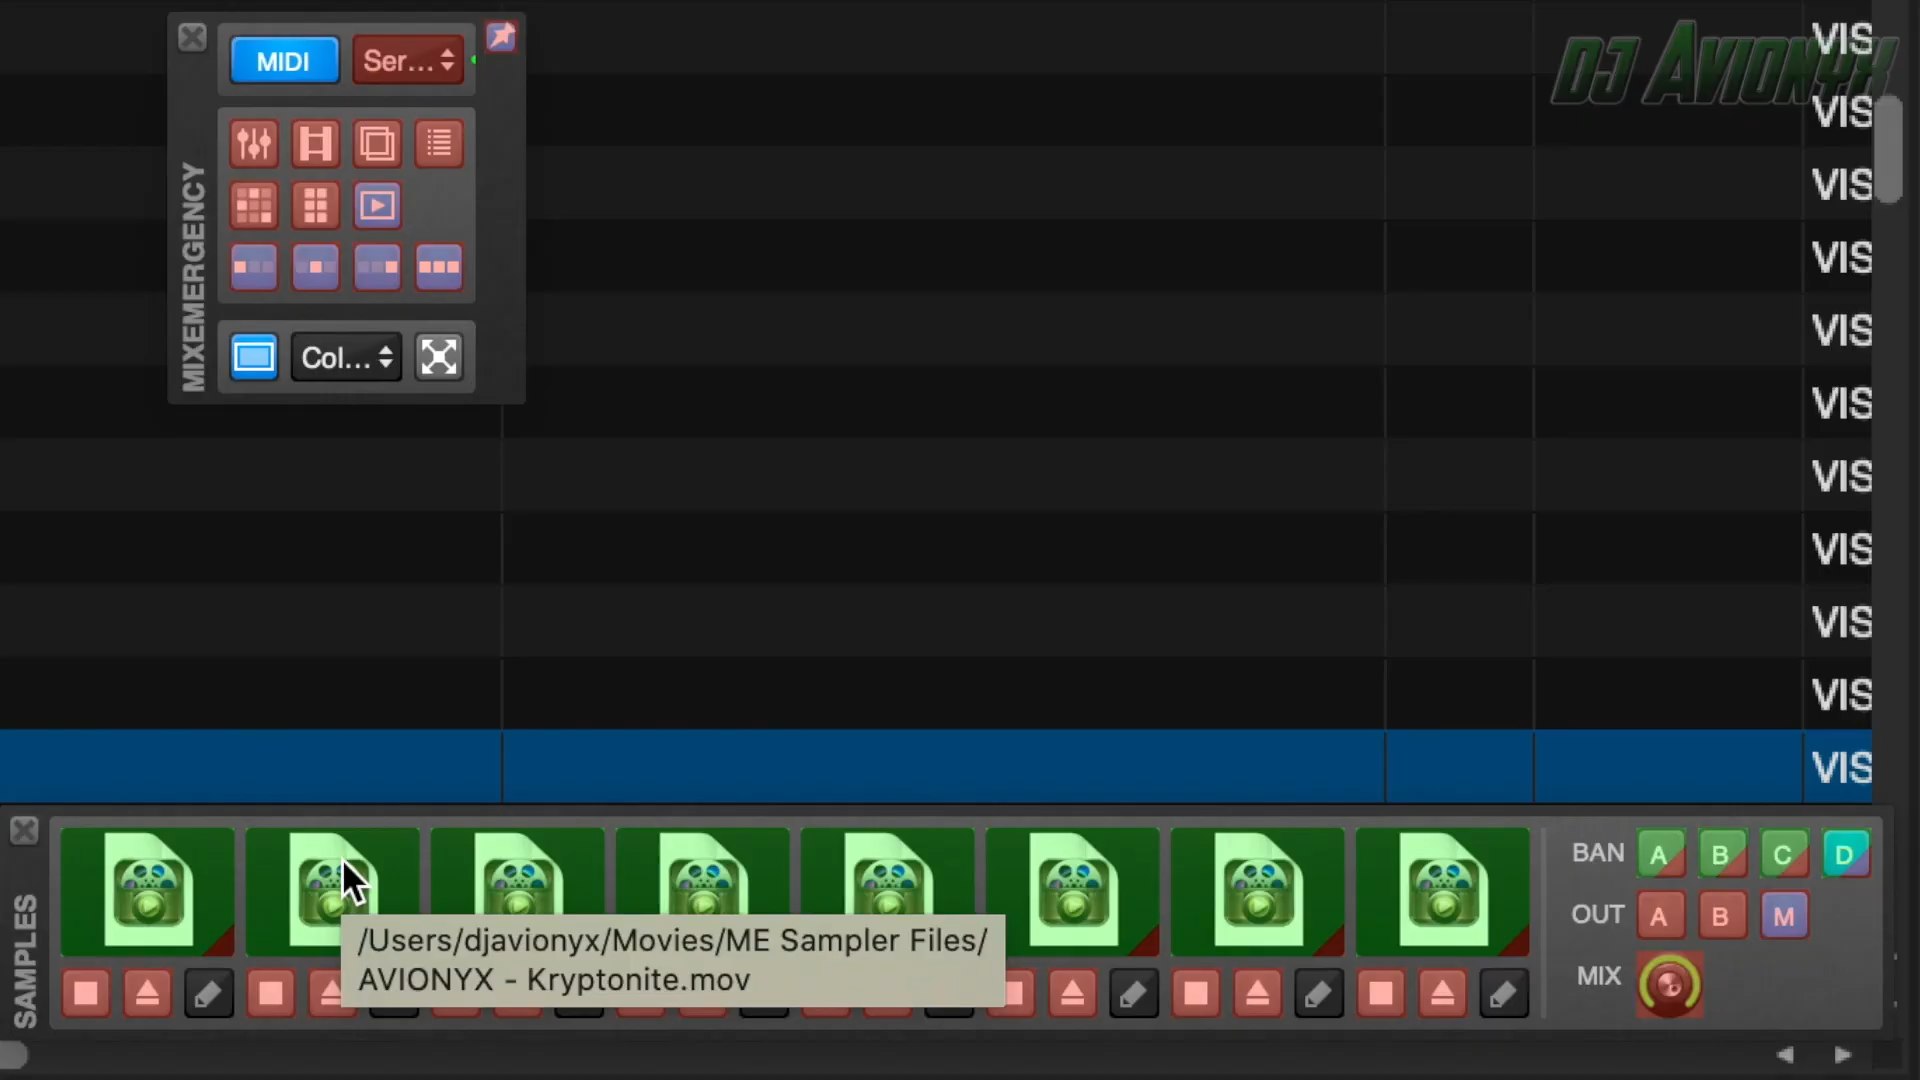 DJ AVIONYX
MIDI
Ser...
MIXEMERGENCY
Col...
VIS
VIS
VIS
VIS
VIS
VIS
VIS
VIS
VIS
VIS
VIS
SAMPLES
/Users/djavionyx/Movies/ME Sampler Files/
AVIONYX - Kryptonite.mov
BAN A B C D
OUT A B M
MIX